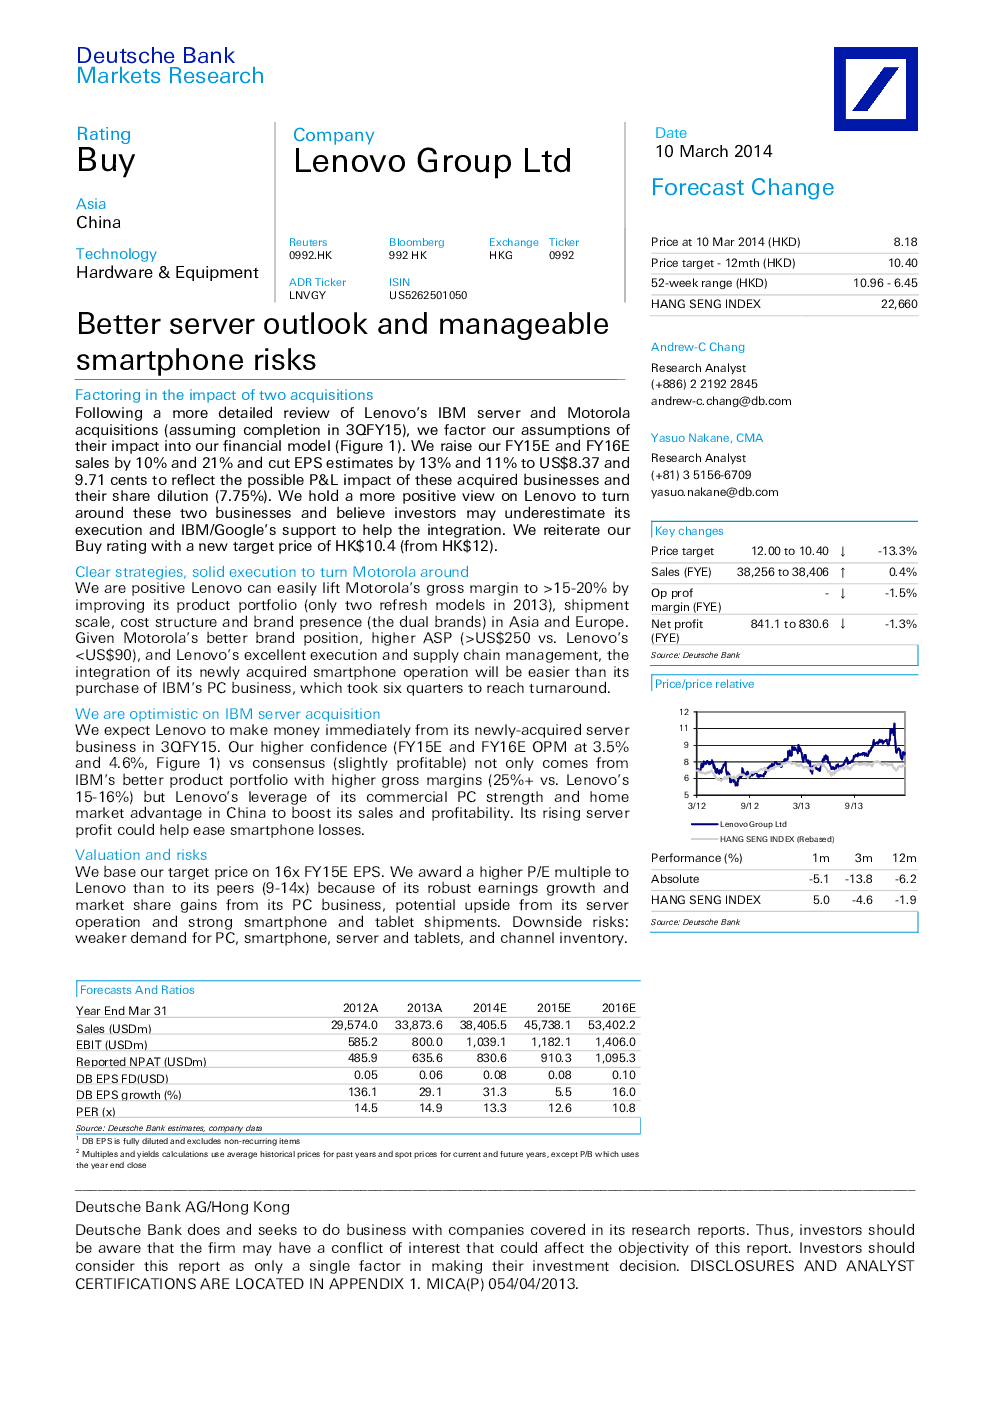 Deutsche Bank
Markets Research
Rating
Buy
Asia
China
Technology
Hardware & Equipment
Company
Lenovo Group Ltd
Reuters Bloomberg Exchange Ticker
0992.HK 992 HK HKG 0992
ADR Ticker ISIN
LNVGY US5262501050
Date
10 March 2014
Forecast Change
Price at 10 Mar 2014 (HKD) 8.18
Price target - 12mth (HKD) 10.40
52-week range (HKD) 10.96 - 6.45
HANG SENG INDEX 22,660
Better server outlook and manageable
smartphone risks
Factoring in the impact of two acquisitions
Following a more detailed review of Lenovo's IBM server and Motorola
acquisitions (assuming completion in 3QFY15), we factor our assumptions of
their impact into our financial model (Figure 1). We raise our FY15E and FY16E
sales by 10% and 21% and cut EPS estimates by 13% and 11% to US$8.37 and
9.71 cents to reflect the possible P&L impact of these acquired businesses and
their share dilution (7.75%). We hold a more positive view on Lenovo to turn
around these two businesses and believe investors may underestimate its
execution and IBM/Google's support to help the integration. We reiterate our
Buy rating with a new target price of HK$10.4 (from HK$12).
Clear strategies, solid execution to turn Motorola around
We are positive Lenovo can easily lift Motorola's gross margin to >15-20% by
improving its product portfolio (only two refresh models in 2013), shipment
scale, cost structure and brand presence (the dual brands) in Asia and Europe.
Given Motorola's better brand position, higher ASP (>US$250 vs. Lenovo's
<US$90), and Lenovo's excellent execution and supply chain management, the
integration of its newly acquired smartphone operation will be easier than its
purchase of IBM's PC business, which took six quarters to reach turnaround.
We are optimistic on IBM server acquisition
We expect Lenovo to make money immediately from its newly-acquired server
business in 3QFY15. Our higher confidence (FY15E and FY16E OPM at 3.5%
and 4.6%, Figure 1) vs consensus (slightly profitable) not only comes from
IBM's better product portfolio with higher gross margins (25%+ vs. Lenovo's
15-16%) but Lenovo's leverage of its commercial PC strength and home
market advantage in China to boost its sales and profitability. Its rising server
profit could help ease smartphone losses.
Valuation and risks
We base our target price on 16x FY15E EPS. We award a higher P/E multiple to
Lenovo than to its peers (9-14x) because of its robust earnings growth and
market share gains from its PC business, potential upside from its server
operation and strong smartphone and tablet shipments. Downside risks:
weaker demand for PC, smartphone, server and tablets, and channel inventory.
Andrew-C Chang
Research Analyst
(+886) 2 2192 2845
andrew-c.chang@db.com
Yasuo Nakane, CMA
Research Analyst
(+81) 3 5156-6709
yasuo.nakane@db.com
Key changes
Price target 12.00 to 10.40 ↓ -13.3%
Sales (FYE) 38,256 to 38,406 ↑ 0.4%
Op prof - ↓ -1.5%
margin (FYE)
Net profit 841.1 to 830.6 ↓ -1.3%
(FYE)
Source: Deutsche Bank
Price/price relative
12
11
9
8
6
5
3/12 9/12 3/13 9/13
Lenovo Group Ltd
HANG SENG INDEX (Rebased)
Performance (%) 1m 3m 12m
Absolute -5.1 -13.8 -6.2
HANG SENG INDEX 5.0 -4.6 -1.9
Source: Deutsche Bank
Forecasts And Ratios
Year End Mar 31 2012A 2013A 2014E 2015E 2016E
Sales (USDm) 29,574.0 33,873.6 38,405.5 45,738.1 53,402.2
EBIT (USDm) 585.2 800.0 1,039.1 1,182.1 1,406.0
Reported NPAT (USDm) 485.9 635.6 830.6 910.3 1,095.3
DB EPS FD(USD) 0.05 0.06 0.08 0.08 0.10
DB EPS growth (%) 136.1 29.1 31.3 5.5 16.0
PER (x) 14.5 14.9 13.3 12.6 10.8
Source: Deutsche Bank estimates, company data
1 DB EPS is fully diluted and excludes non-recurring items
2 Multiples and yields calculations use average historical prices for past years and spot prices for current and future years, except P/B which uses
the year end close
Deutsche Bank AG/Hong Kong
Deutsche Bank does and seeks to do business with companies covered in its research reports. Thus, investors should
be aware that the firm may have a conflict of interest that could affect the objectivity of this report. Investors should
consider this report as only a single factor in making their investment decision. DISCLOSURES AND ANALYST
CERTIFICATIONS ARE LOCATED IN APPENDIX 1. MICA(P) 054/04/2013.